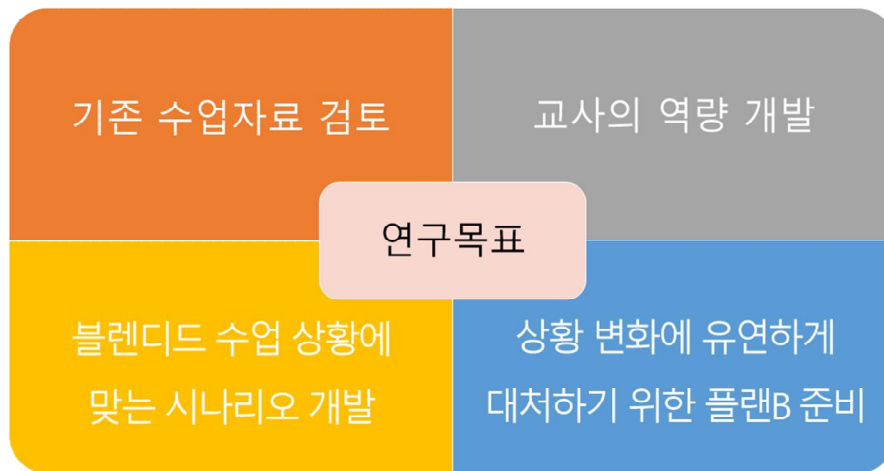 기존 수업자료 검토
교사의 역량 개발
연구목표
블렌디드 수업 상황에
맞는 시나리오 개발
상황 변화에 유연하게
대처하기 위한 플랜B 준비